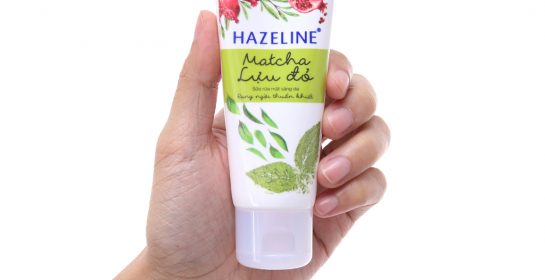 HAZELINE®
Matcha
Lựu đỏ
Sữa rửa mặt sáng da
Rạng ngời thuần khiết